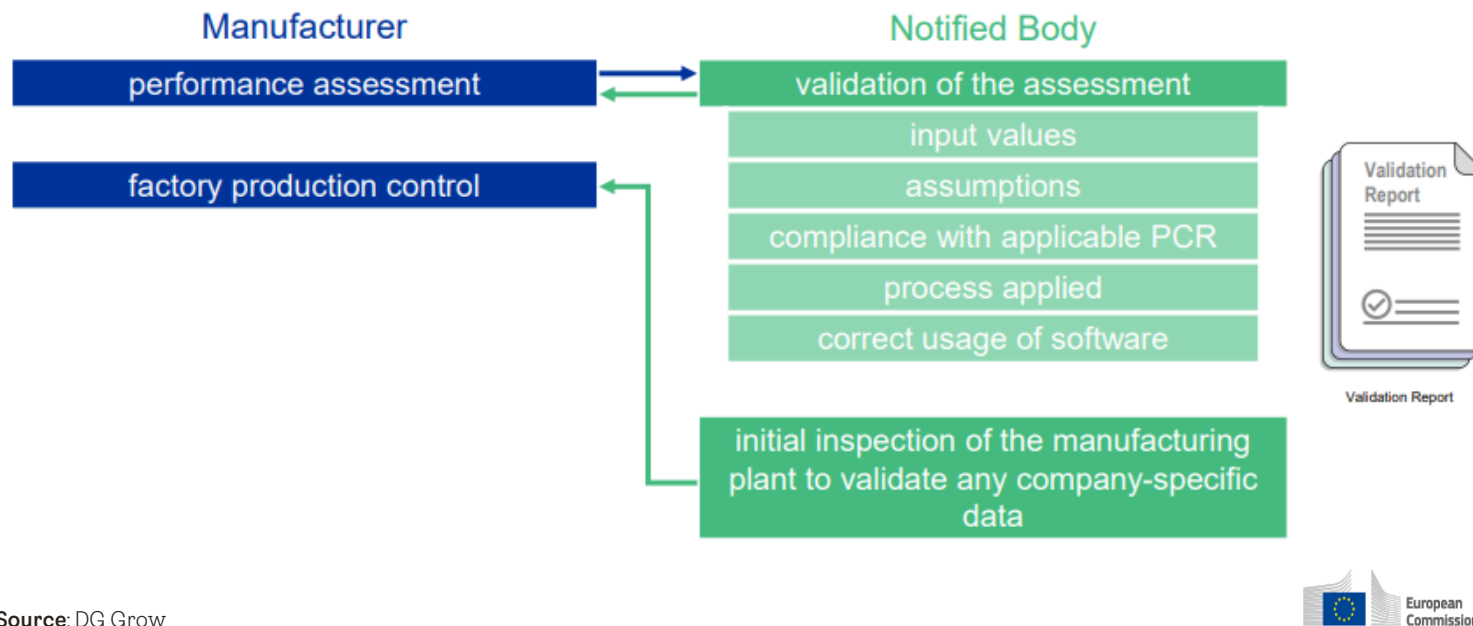 Manufacturer
Notified Body
performance assessment
validation of the assessment
input values
factory production control
assumptions
compliance with applicable PCR
process applied
correct usage of software
Validation
Report
Validation Report
initial inspection of the manufacturing
plant to validate any company-specific
data
Source: DG Grow
European
Commission